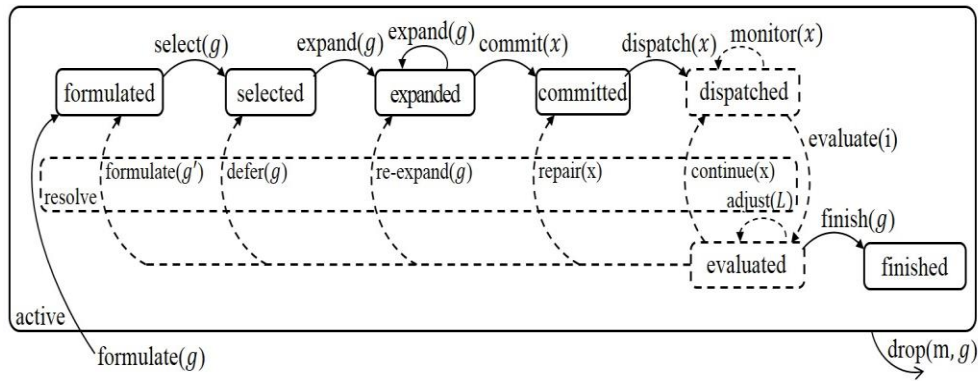 select(g)
expand(g)
expand(g)
commit(x)
dispatch(x)
monitor(x)
formulated
selected
expanded
committed
dispatched
evaluate(i)
formulate(g')
defer(g)
re-expand(g)
repair(x)
continue(x)
resolve
adjust(L)
finish(g)
evaluated
finished
active
formulate(g)
drop(m, g)